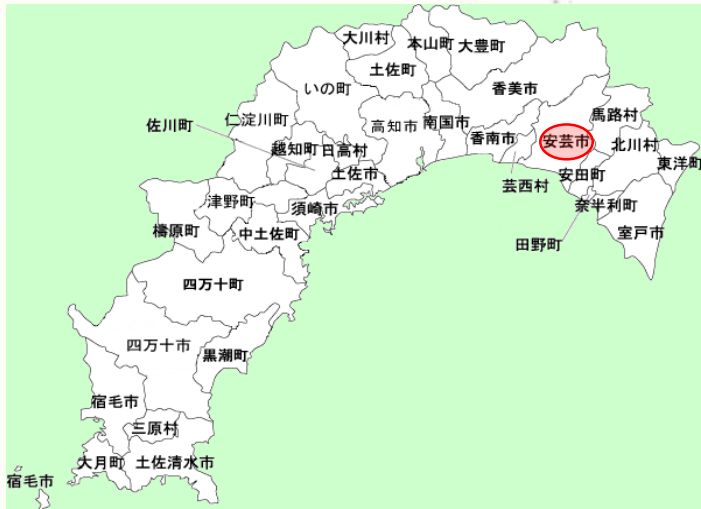 大川村
本山町
大豊町
土佐町
いの町
香美市
仁淀川町
佐川町
高知市
南国市
馬路村
香南市
安芸市
北川村
越知町
日高村
東洋町
土佐市
芸西村
安田町
津野町
須崎市
奈半利町
檮原町
中土佐町
室戸市
田野町
四万十町
四万十市
黒潮町
宿毛市
三原村
大月町
土佐清水市
宿毛市